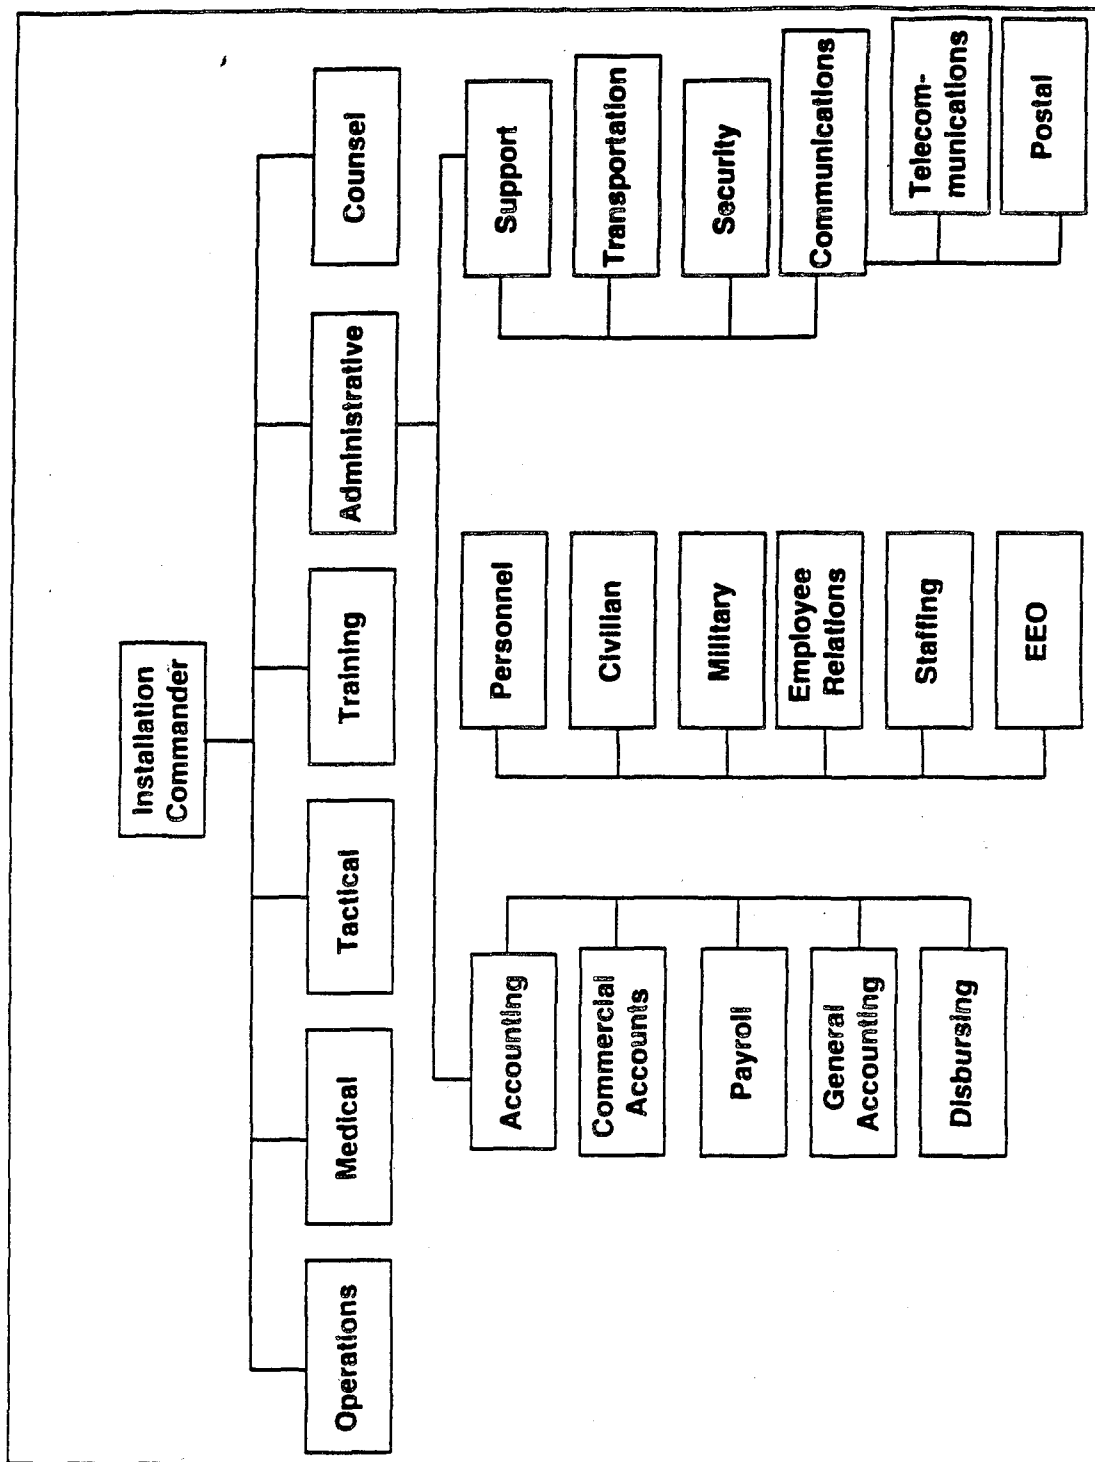 Installation
Commander
Operations
Medical
Tactical
Training
Administrative
Counsel
Accounting
Commercial
Accounts
Payroll
General
Accounting
Disbursing
Personnel
Civilian
Military
Employee
Relations
Staffing
EEO
Support
Transportation
Security
Communications
Telecom-
munications
Postal